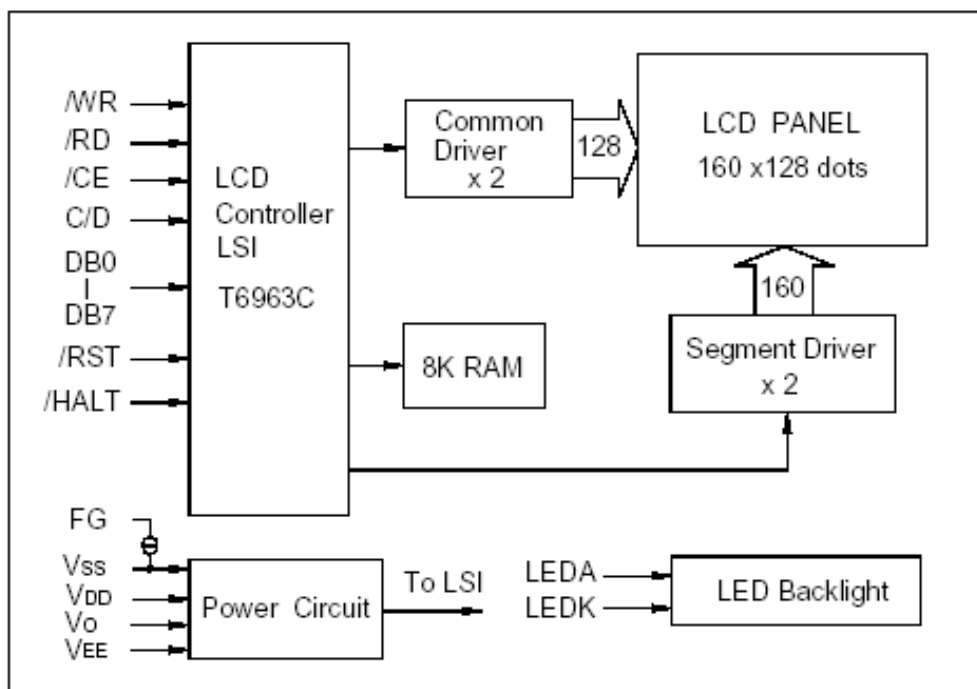 /WR
/RD
/CE
C/D
DB0
DB7
/RST
/HALT
LCD
Controller
LSI
T6963C
Common
Driver
x 2
128
LCD PANEL
160 x128 dots
160
Segment Driver
x 2
8K RAM
FG
VSS
VDD
VO
VEE
Power Circuit
To LSI
LEDA
LEDK
LED Backlight